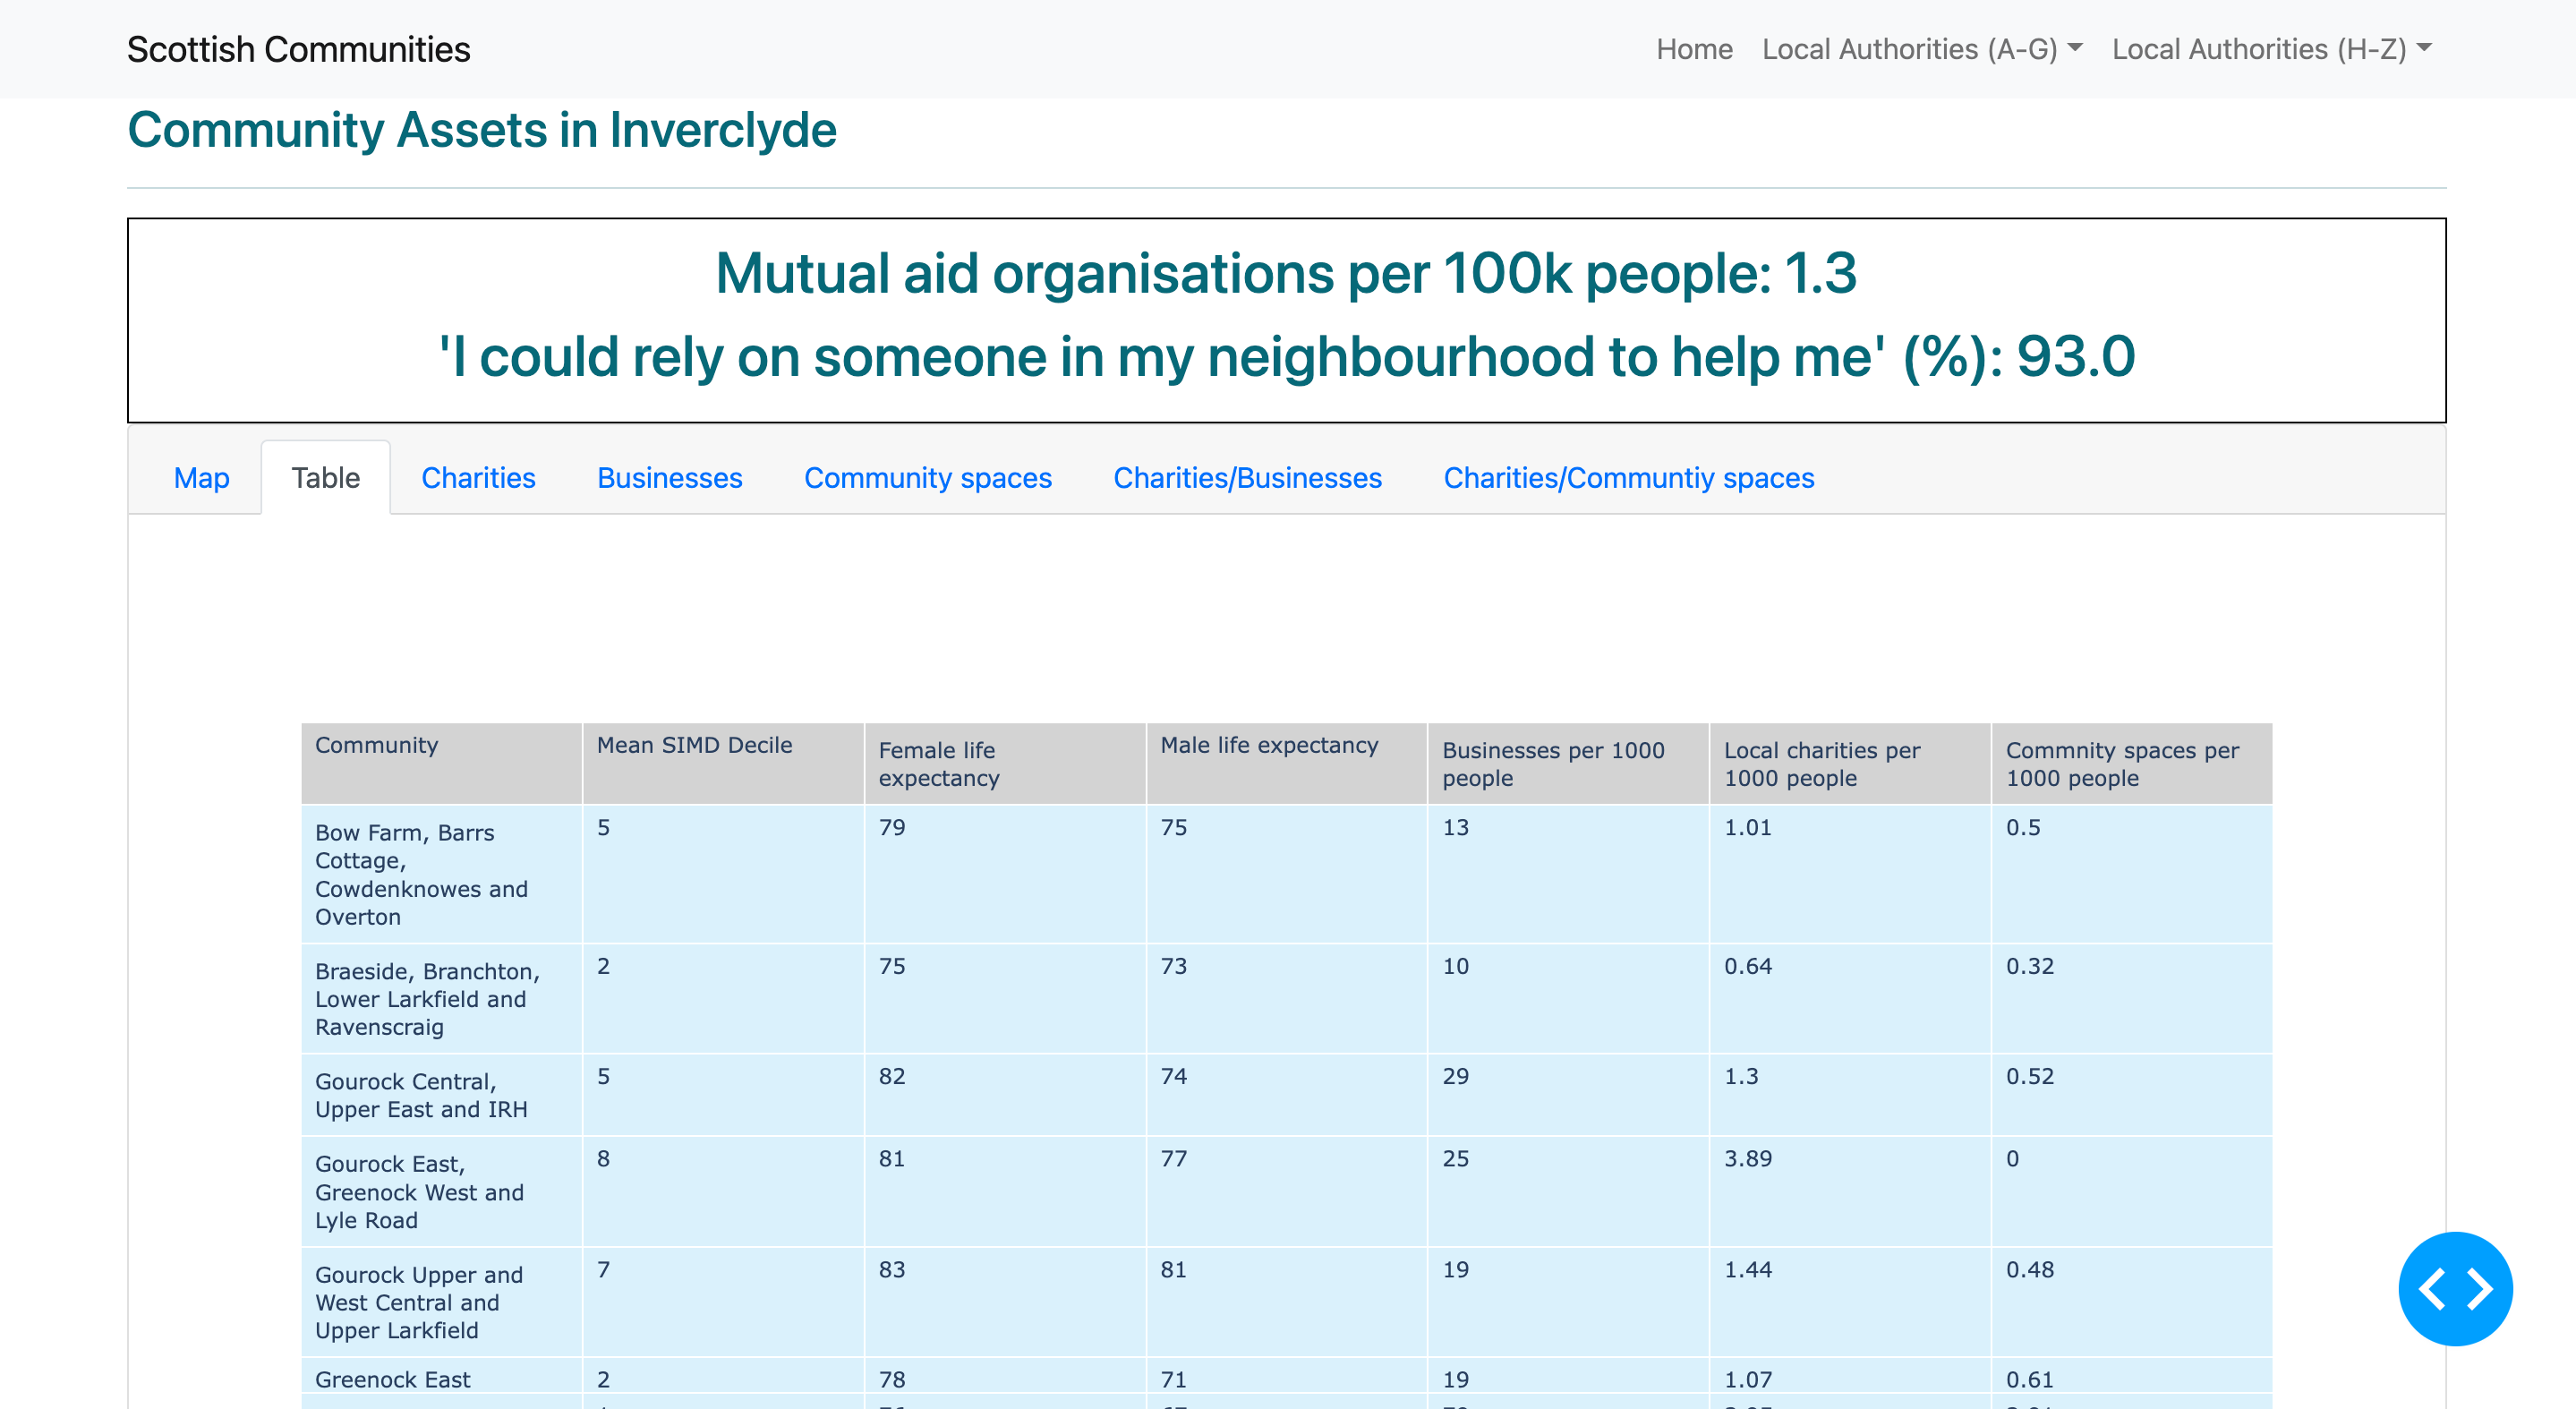 Scottish Communities
Home Local Authorities (A-G) Local Authorities (H-Z)
Community Assets in Inverclyde
Mutual aid organisations per 100k people: 1.3
'I could rely on someone in my neighbourhood to help me' (%): 93.0
Map Table Charities Businesses Community spaces Charities/Businesses Charities/Communtiy spaces
Community Mean SIMD Decile Female life Male life expectancy Businesses per 1000 Local charities per Commnity spaces per
expectancy people 1000 people 1000 people
Bow Farm, Barrs 5 79 75 13 1.01 0.5
Cottage,
Cowdenknowes and
Overton
Braeside, Branchton, 2 75 73 10 0.64 0.32
Lower Larkfield and
Ravenscraig
Gourock Central, 5 82 74 29 1.3 0.52
Upper East and IRH
Gourock East, 8 81 77 25 3.89 0
Greenock West and
Lyle Road
Gourock Upper and 7 83 81 19 1.44 0.48
West Central and
Upper Larkfield
Greenock East 2 78 71 19 1.07 0.61